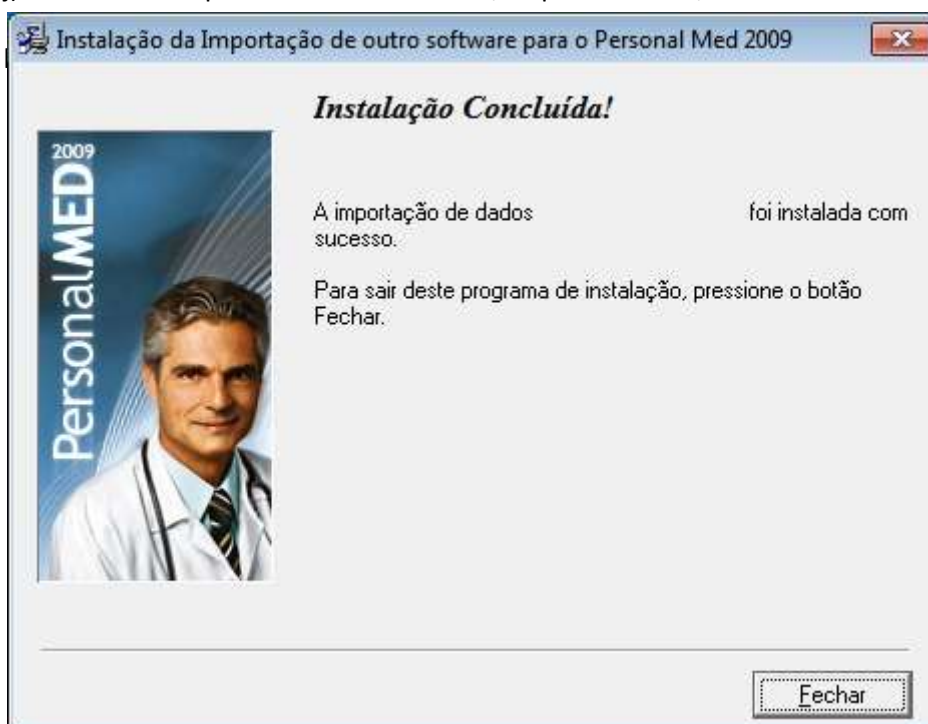 Instalação da Importação de outro software para o Personal Med 2009
Instalação Concluída!
2009
PersonalMED
A importação de dados foi instalada com
sucesso.
Para sair deste programa de instalação, pressione o botão
Fechar.
Fechar